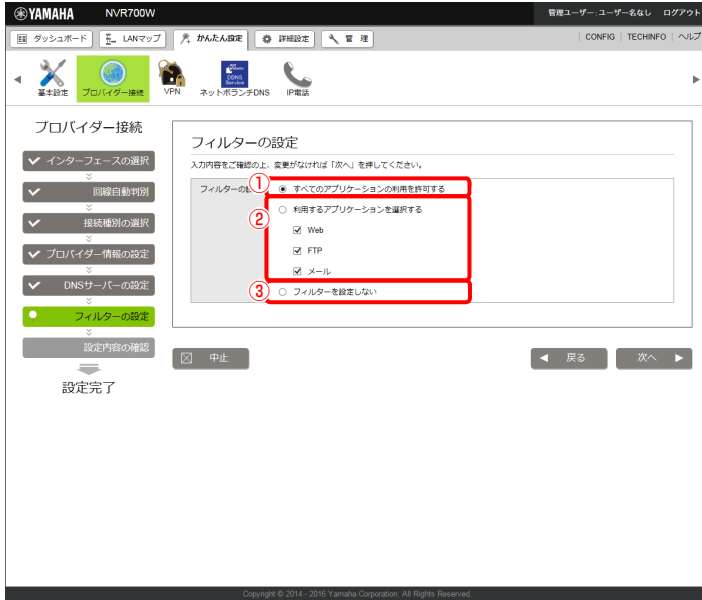 YAMAHA NVR700W 管理ユーザー:ユーザー名なし ログアウト
ダッシュボード LANマップ かんたん設定 詳細設定 管 理 CONFIG TECHINFO ヘルプ
基本設定 プロバイダー接続 VPN ネットボランチDNS IP電話
プロバイダー接続
インターフェースの選択
回線自動判別
接続種別の選択
プロバイダー情報の設定
DNSサーバーの設定
フィルターの設定
設定内容の確認
設定完了
フィルターの設定
入力内容をご確認の上、変更がなければ「次へ」を押してください。
フィルターの設
① すべてのアプリケーションの利用を許可する
② 利用するアプリケーションを選択する
Web
FTP
メール
③ フィルターを設定しない
中止 戻る 次へ
Copyright © 2014 - 2016 Yamaha Corporation. All Rights Reserved.